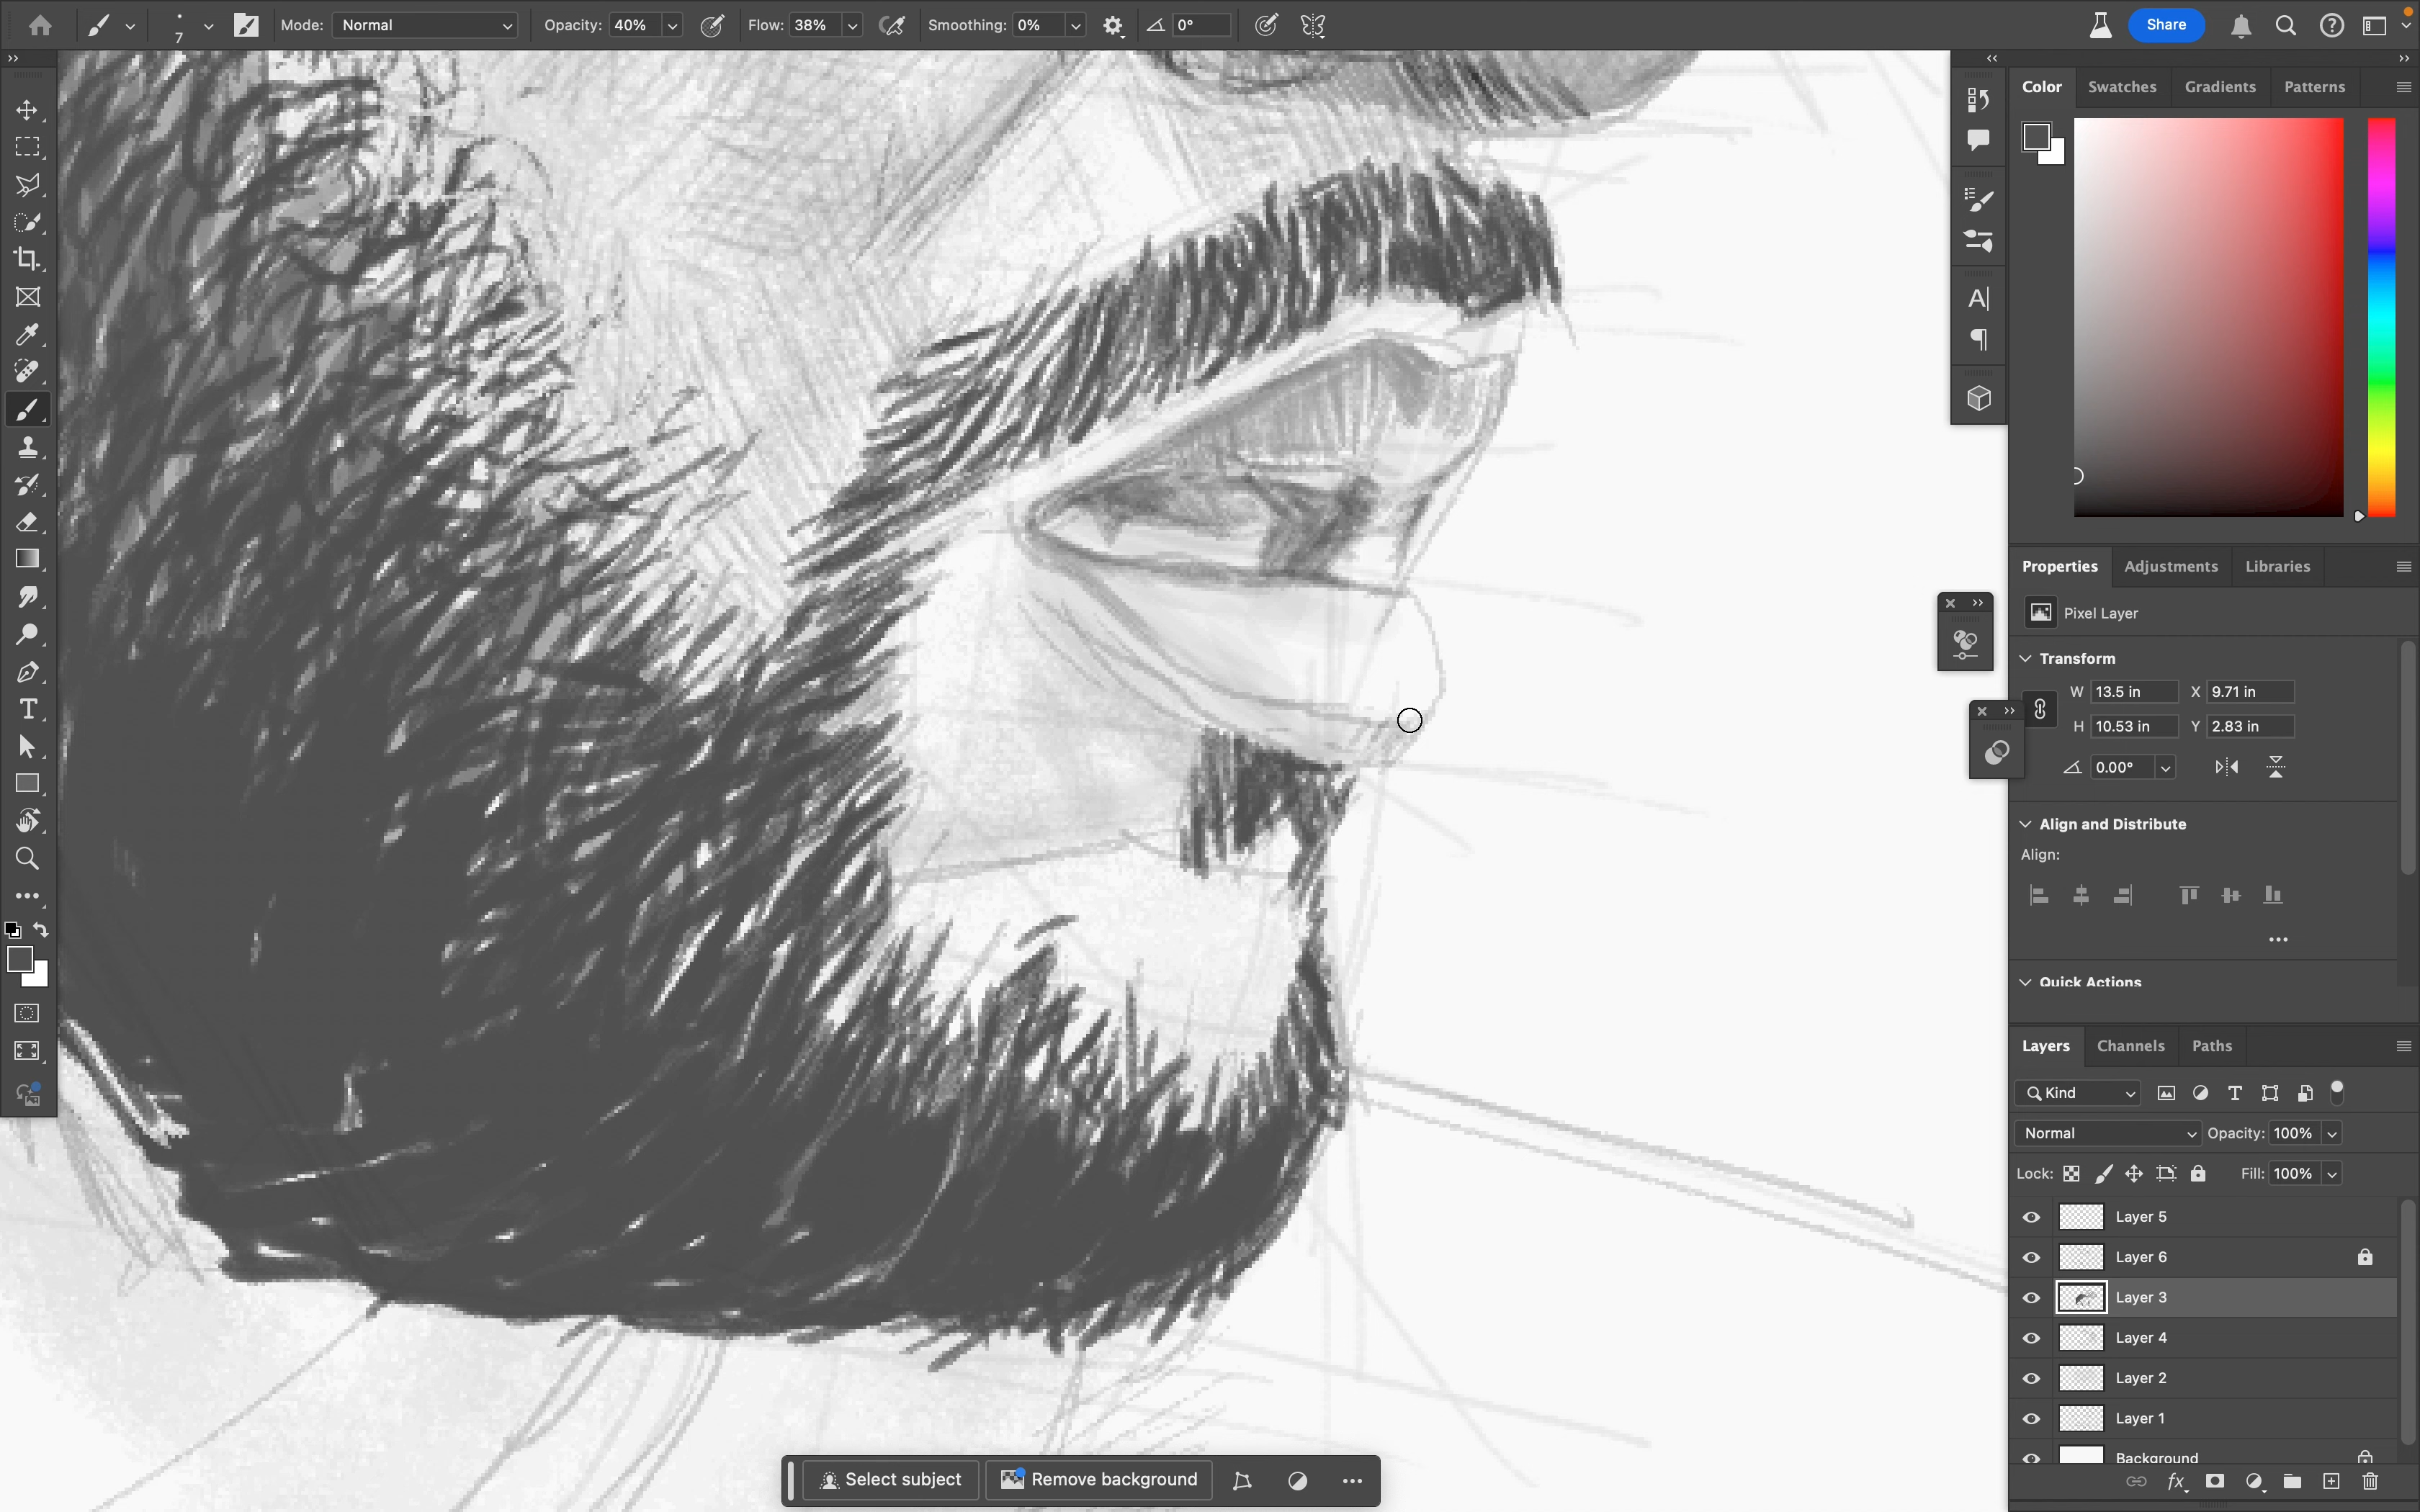 7
Mode: Normal
Opacity: 40%
Flow: 38%
Smoothing: 0%
0°
Share
Color Swatches Gradients Patterns
Properties Adjustments Libraries
Pixel Layer
Transform
W 13.5 in X 9.71 in
H 10.53 in Y 2.83 in
0.00°
Align and Distribute
Align:
Quick Actions
Layers Channels Paths
Kind
Normal Opacity: 100%
Lock: Fill: 100%
Layer 5
Layer 6
Layer 3
Layer 4
Layer 2
Layer 1
Background
fx
Select subject Remove background